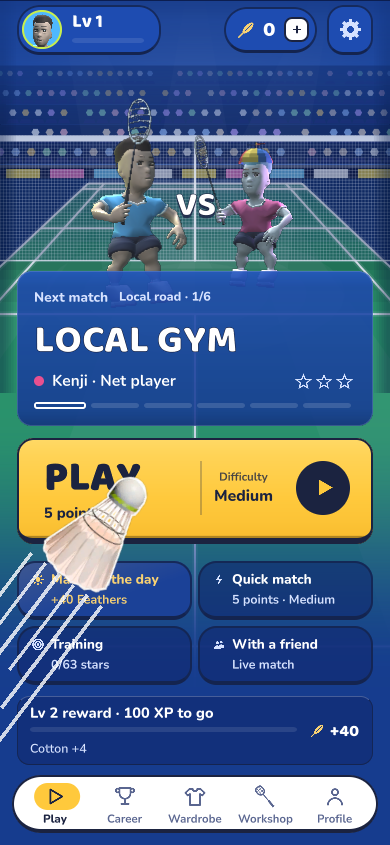 Lv 1
0 +
VS
Next match Local road · 1/6
LOCAL GYM
Kenji · Net player
PLAY
Difficulty
Medium
5
the day
+40 Feathers
Quick match
5 points · Medium
Training
0/63 stars
With a friend
Live match
Lv 2 reward · 100 XP to go
+40
Cotton +4
Play
Career
Wardrobe
Workshop
Profile